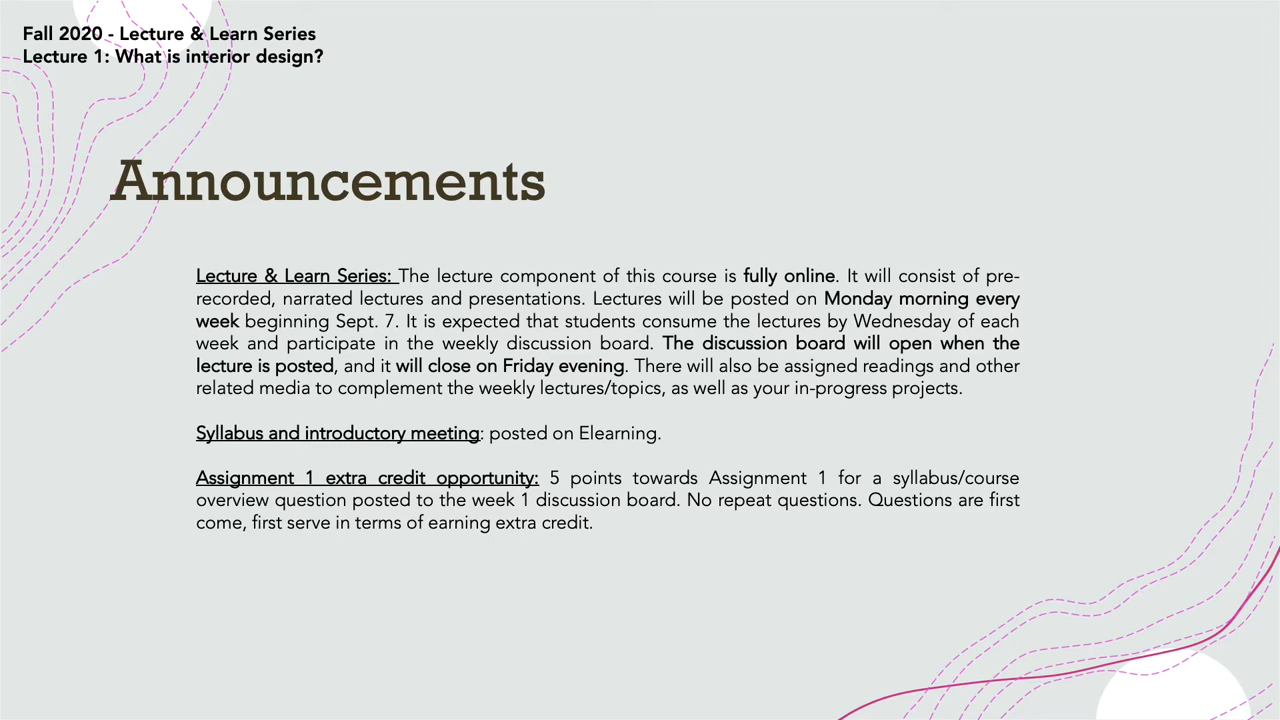 Fall 2020 - Lecture & Learn Series
Lecture 1: What is interior design?
Announcements
Lecture & Learn Series: The lecture component of this course is fully online. It will consist of pre-
recorded, narrated lectures and presentations. Lectures will be posted on Monday morning every
week beginning Sept. 7. It is expected that students consume the lectures by Wednesday of each
week and participate in the weekly discussion board. The discussion board will open when the
lecture is posted, and it will close on Friday evening. There will also be assigned readings and other
related media to complement the weekly lectures/topics, as well as your in-progress projects.
Syllabus and introductory meeting: posted on Elearning.
Assignment 1 extra credit opportunity: 5 points towards Assignment 1 for a syllabus/course
overview question posted to the week 1 discussion board. No repeat questions. Questions are first
come, first serve in terms of earning extra credit.